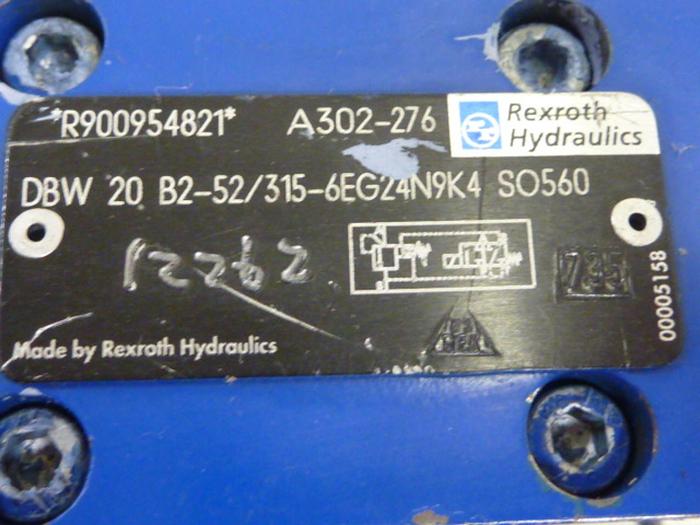 *R900954821* A302-276 Rexroth
Hydraulics
DBW 20 B2-52/315-6EG24N9K4 SO560
12262
735
00005158
Made by Rexroth Hydraulics